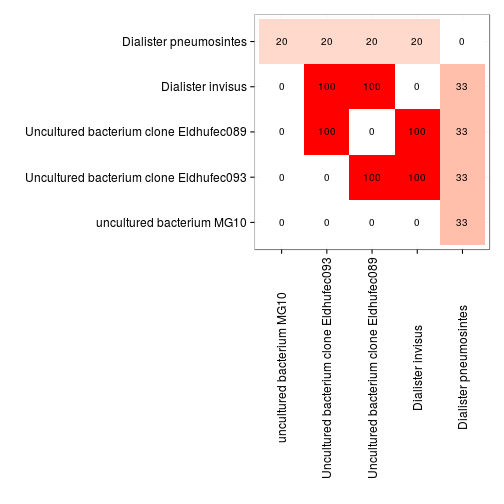 Dialister pneumosintes 20 20 20 20 0
Dialister invisus 0 100 100 0 33
Uncultured bacterium clone Eldhufec089 0 100 0 100 33
Uncultured bacterium clone Eldhufec093 0 0 100 100 33
uncultured bacterium MG10 0 0 0 0 33
uncultured bacterium MG10
Uncultured bacterium clone Eldhufec093
Uncultured bacterium clone Eldhufec089
Dialister invisus
Dialister pneumosintes